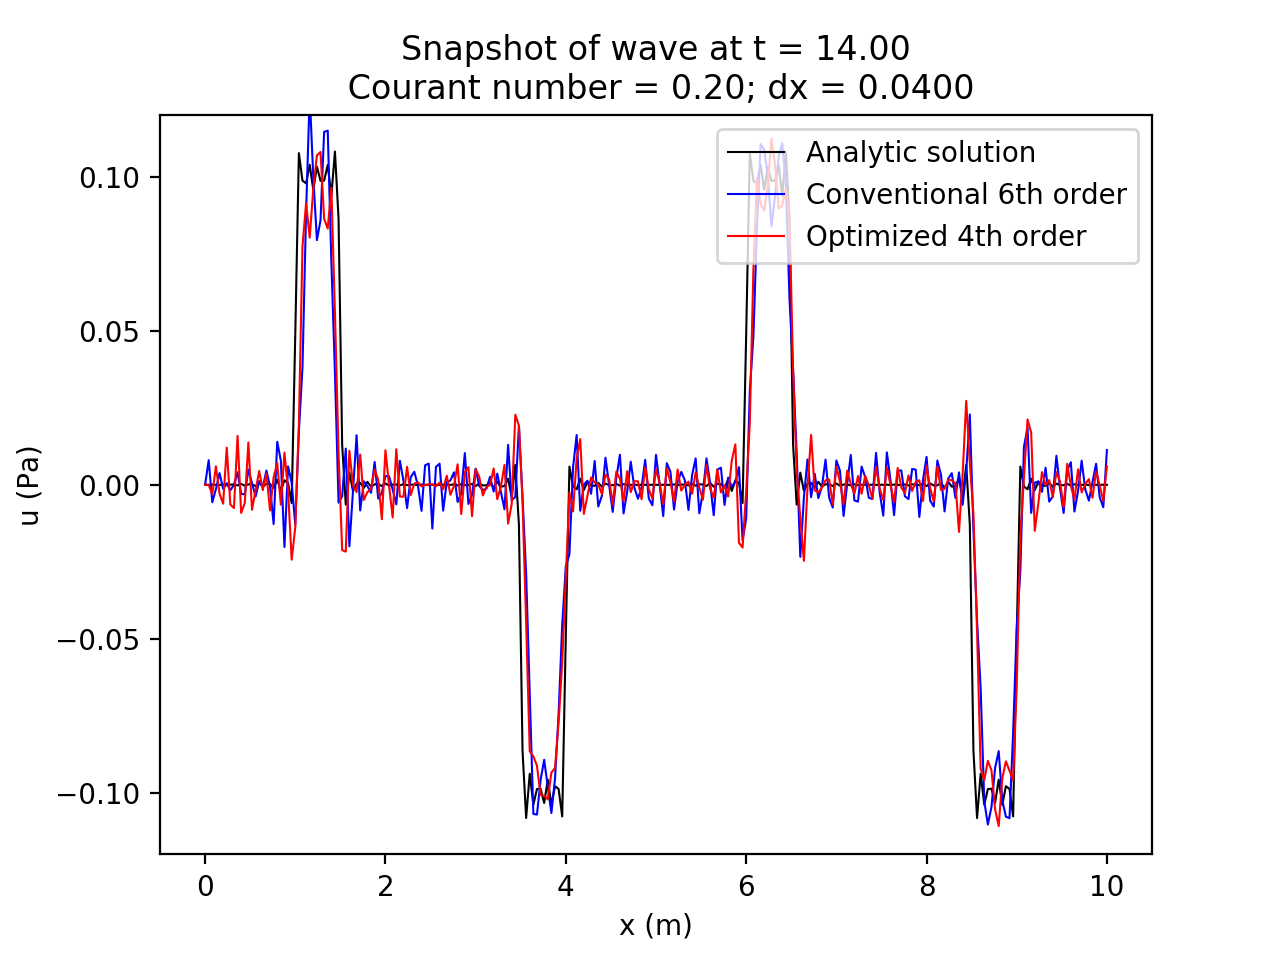 Snapshot of wave at t = 14.00
Courant number = 0.20; dx = 0.0400
Analytic solution
Conventional 6th order
Optimized 4th order
0.10
0.05
0.00
−0.05
−0.10
u (Pa)
0 2 4 6 8 10
x (m)